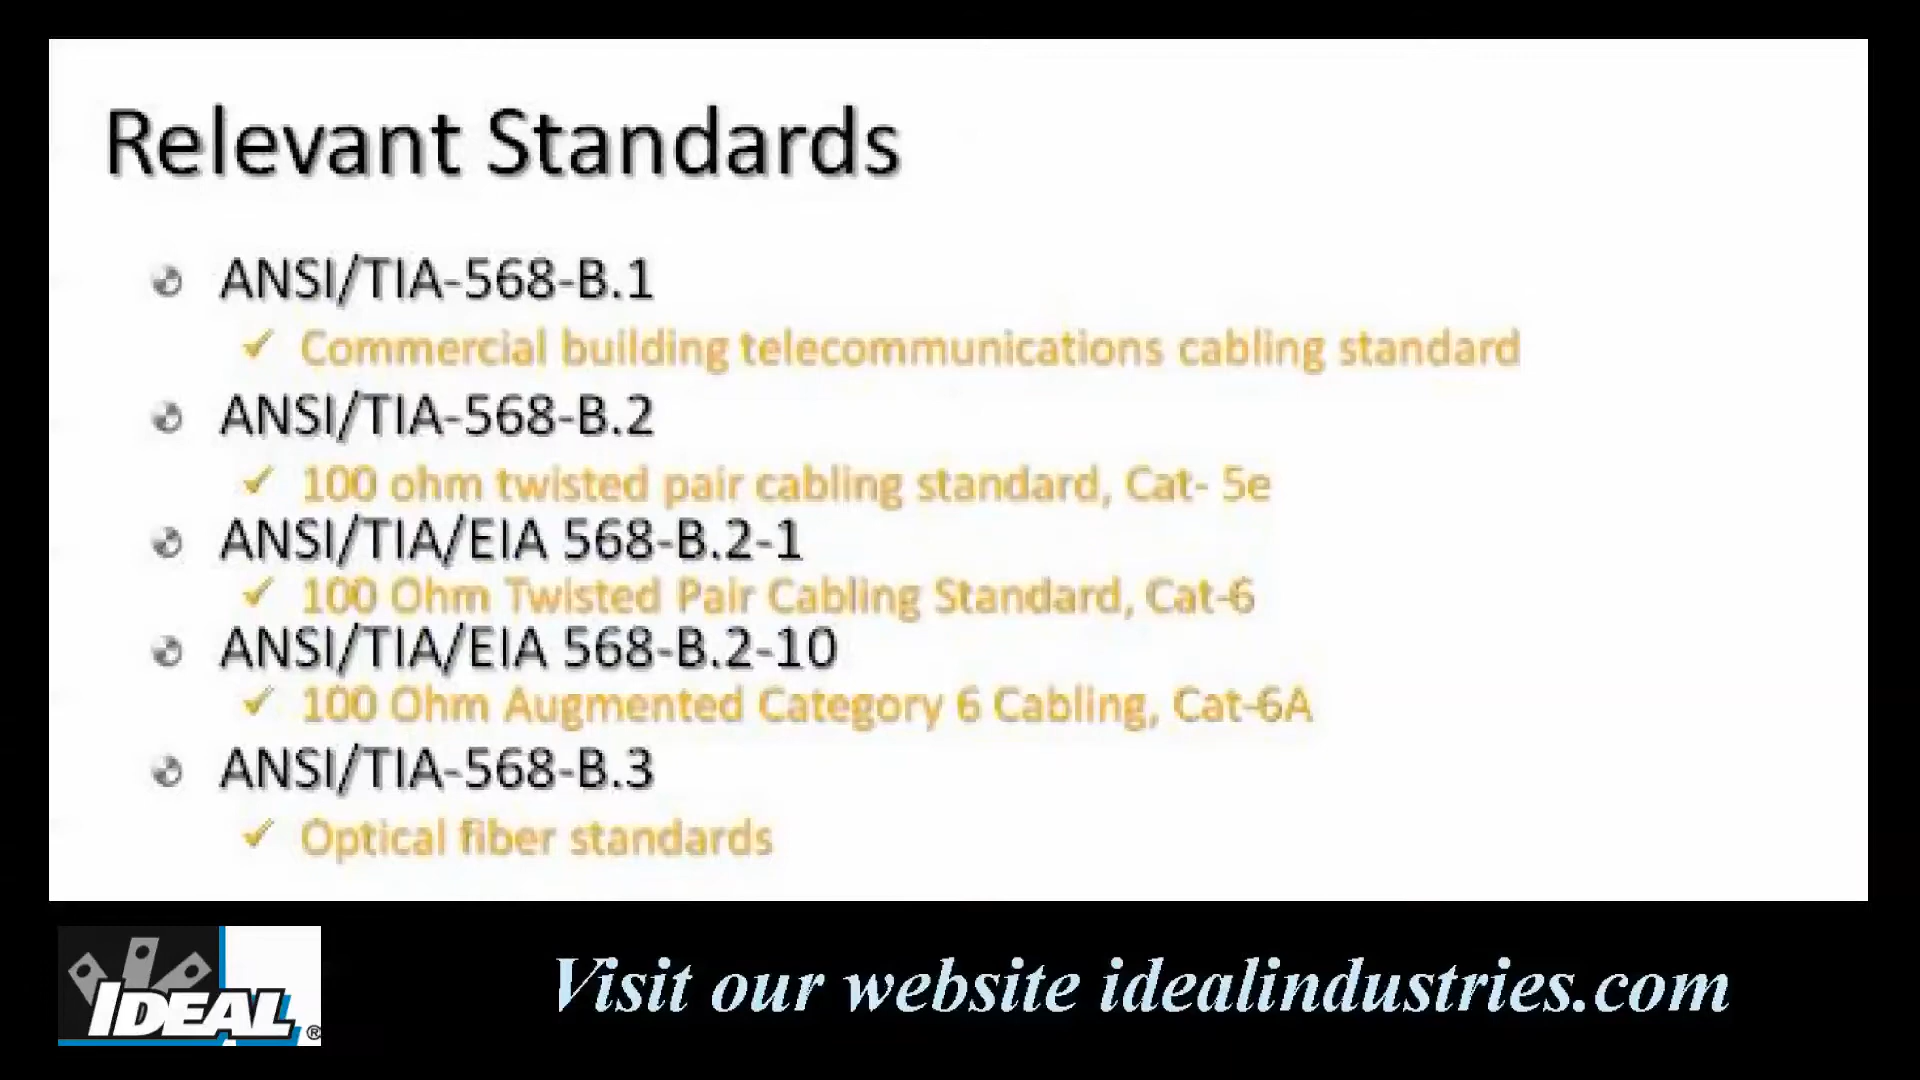 Relevant Standards
ANSI/TIA-568-B.1
✓ Commercial building telecommunications cabling standard
ANSI/TIA-568-B.2
✓ 100 ohm twisted pair cabling standard, Cat- 5e
ANSI/TIA/EIA 568-B.2-1
✓ 100 Ohm Twisted Pair Cabling Standard, Cat-6
ANSI/TIA/EIA 568-B.2-10
✓ 100 Ohm Augmented Category 6 Cabling, Cat-6A
ANSI/TIA-568-B.3
✓ Optical fiber standards
IDEAL®
Visit our website idealindustries.com